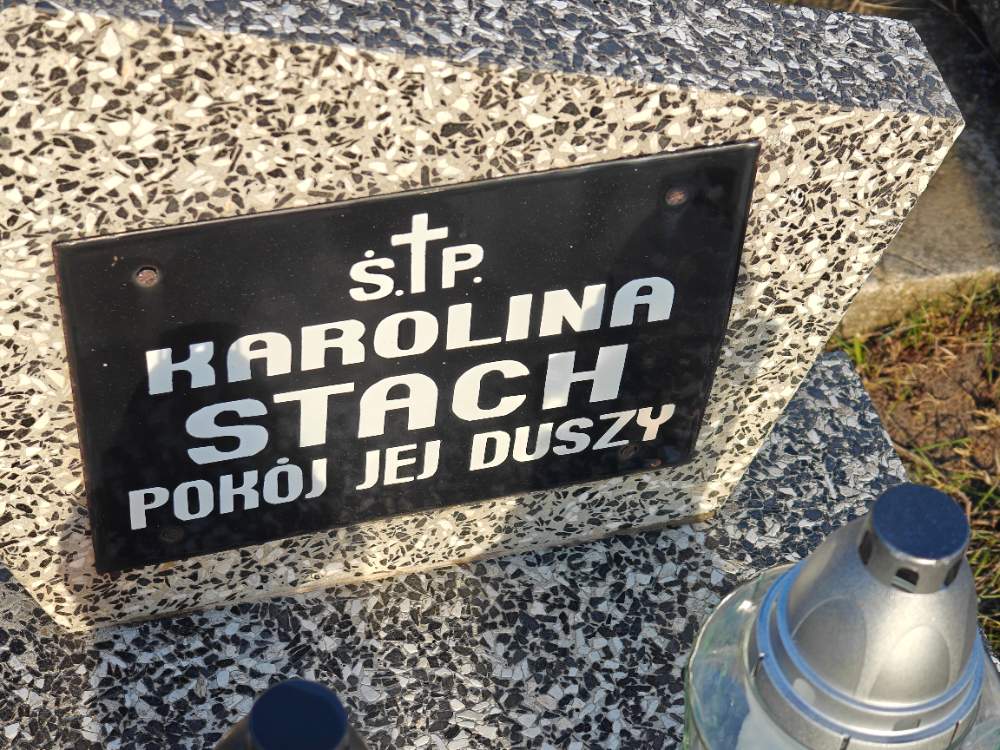 Ś.†P.
KAROLINA
STACH
POKÓJ JEJ DUSZY